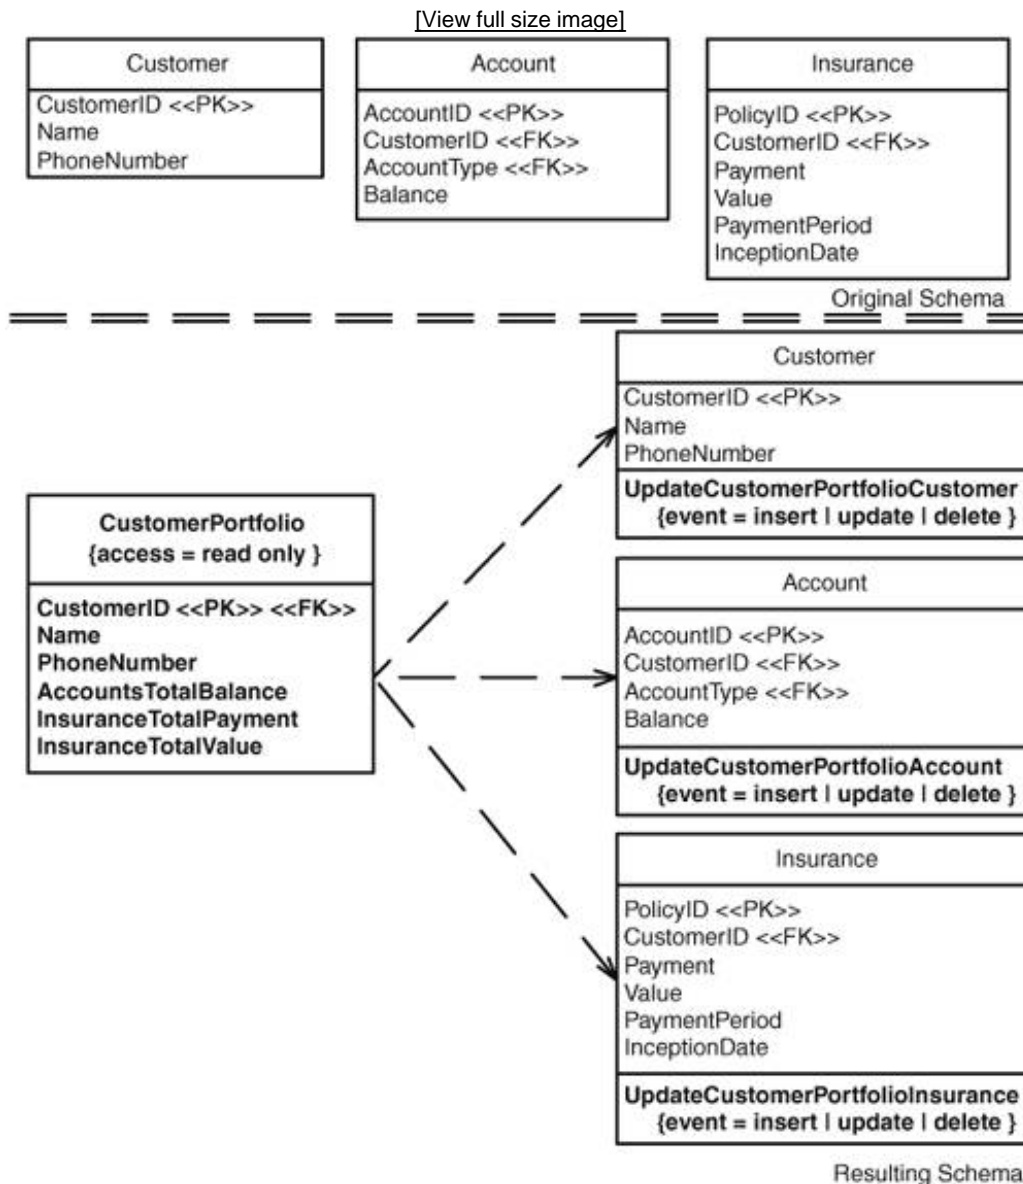 [View full size image]
Customer
CustomerID <<PK>>
Name
PhoneNumber
Account
AccountID <<PK>>
CustomerID <<FK>>
AccountType <<FK>>
Balance
Insurance
PolicyID <<PK>>
CustomerID <<FK>>
Payment
Value
PaymentPeriod
InceptionDate
Original Schema
CustomerPortfolio
{access = read only }
CustomerID <<PK>> <<FK>>
Name
PhoneNumber
AccountsTotalBalance
InsuranceTotalPayment
InsuranceTotalValue
Customer
CustomerID <<PK>>
Name
PhoneNumber
UpdateCustomerPortfolioCustomer
{event = insert | update | delete }
Account
AccountID <<PK>>
CustomerID <<FK>>
AccountType <<FK>>
Balance
UpdateCustomerPortfolioAccount
{event = insert | update | delete }
Insurance
PolicyID <<PK>>
CustomerID <<FK>>
Payment
Value
PaymentPeriod
InceptionDate
UpdateCustomerPortfolioInsurance
{event = insert | update | delete }
Resulting Schema